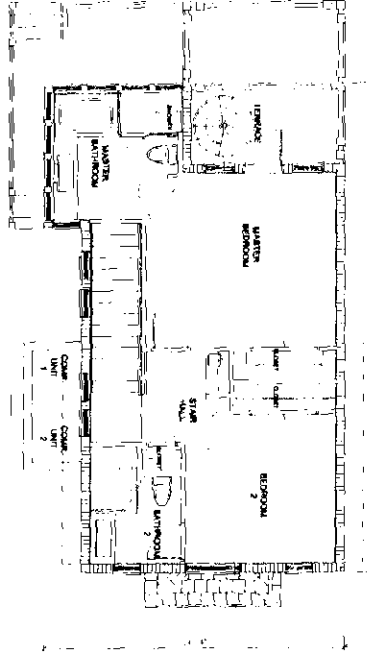 TERRACE
MASTER
BATHROOM
MASTER
BEDROOM
CLOSET
CLOSET
STAIR
HALL
COMP.
UNIT
1
COMP.
UNIT
2
CLOSET
BEDROOM
2
BATHROOM
2